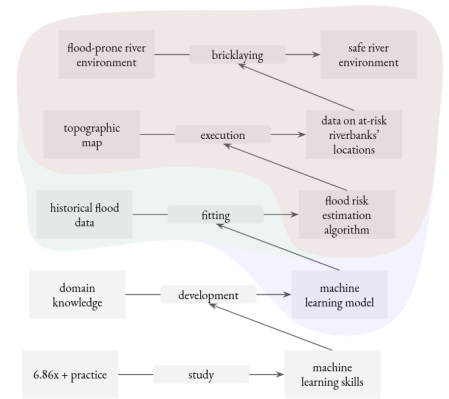 flood-prone river
environment
bricklaying
safe river
environment
topographic
map
execution
data on at-risk
riverbanks'
locations
historical flood
data
fitting
flood risk
estimation
algorithm
domain
knowledge
development
machine
learning model
6.86x + practice
study
machine
learning skills